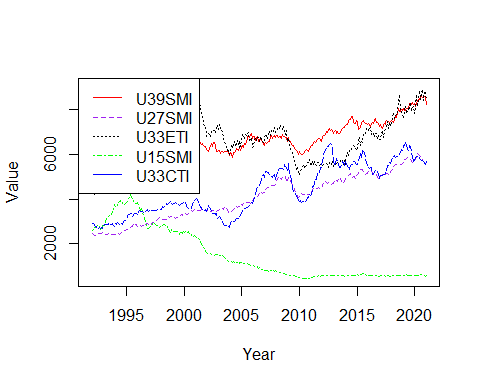 U39SMI
U27SMI
U33ETI
U15SMI
U33CTI
Value
2000
6000
1995
2000
2005
2010
2015
2020
Year